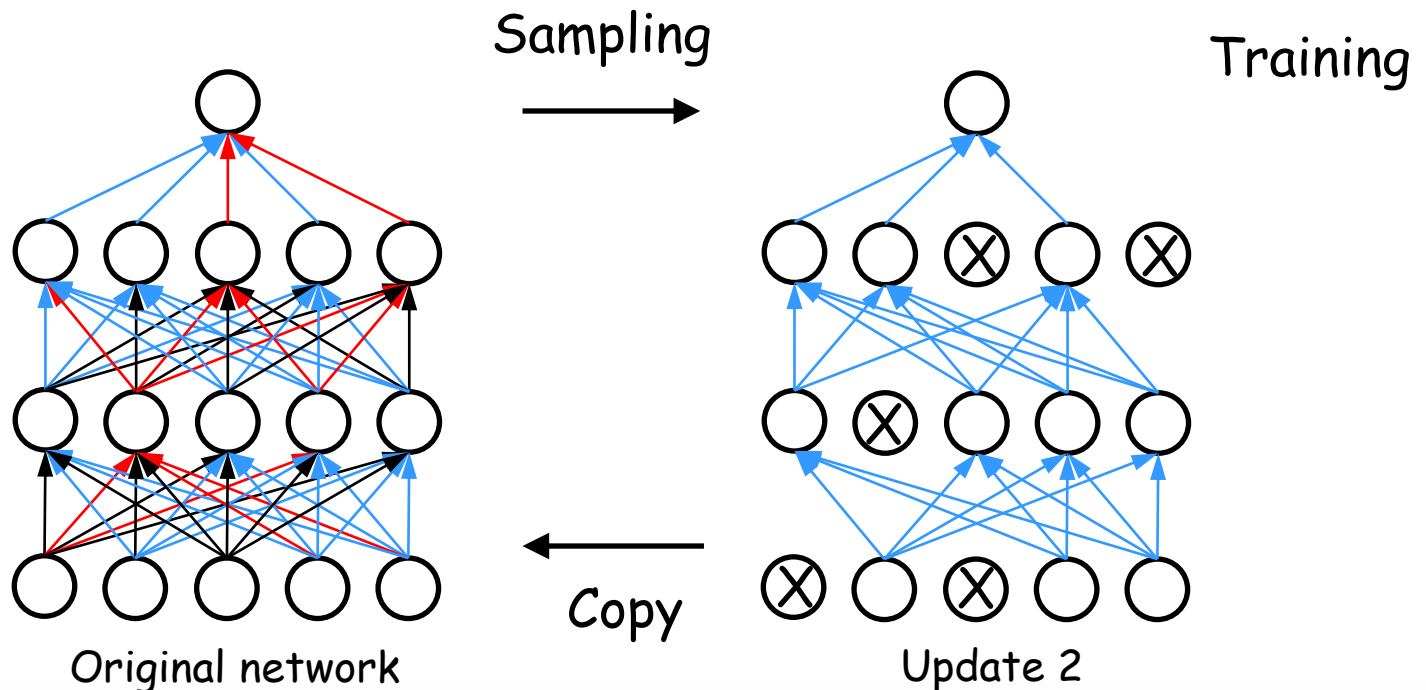 Sampling
Training
X
X
X
X
X
Copy
Original network
Update 2